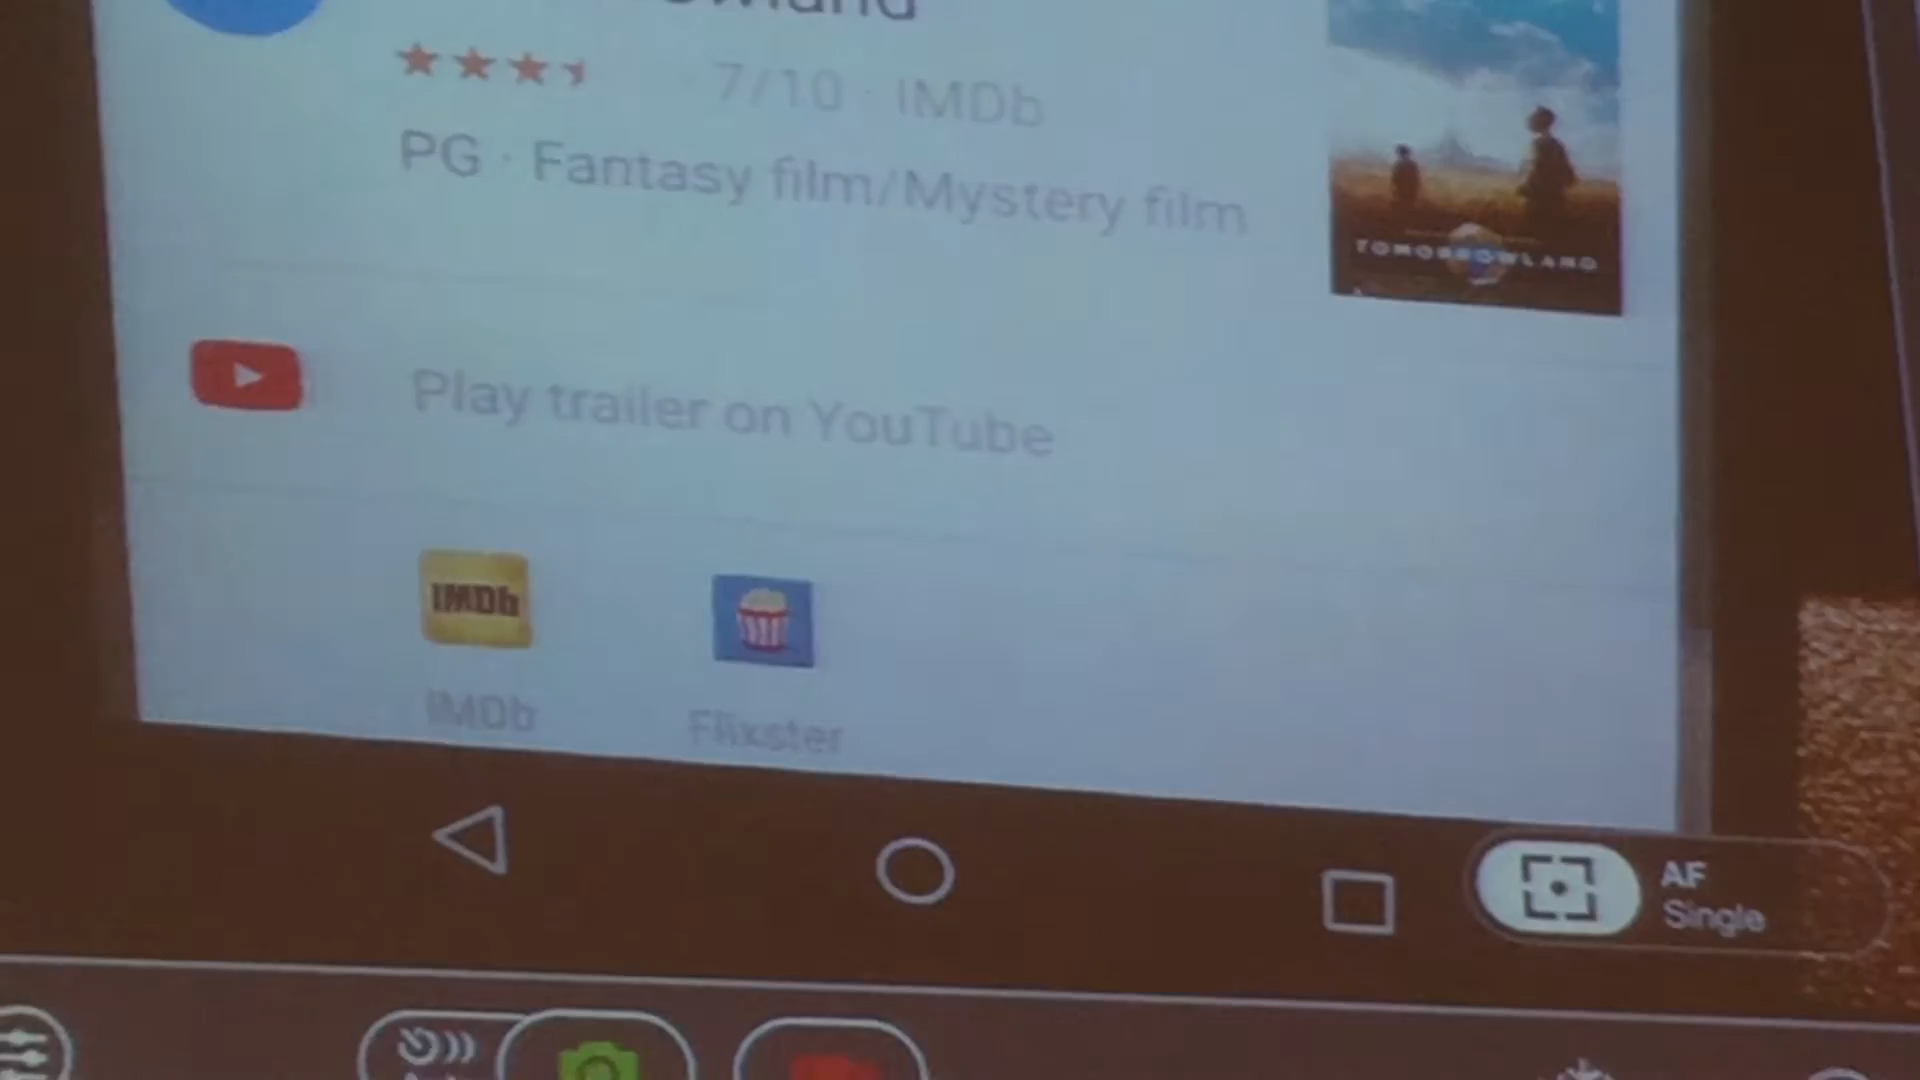 7/10 · IMDb
PG · Fantasy film/Mystery film
TOMORROWLAND
Play trailer on YouTube
IMDb
IMDb
Flixster
AF
Single